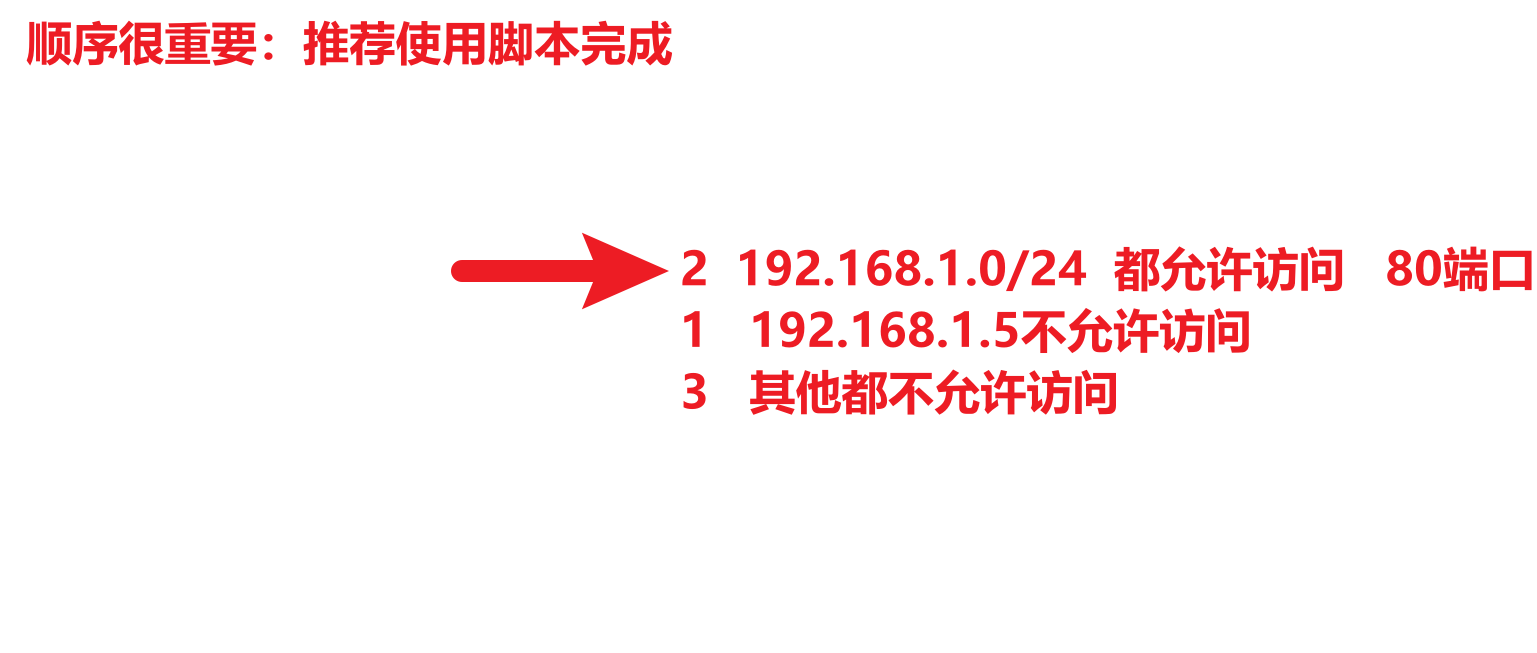 顺序很重要：推荐使用脚本完成
2 192.168.1.0/24 都允许访问 80端口
1 192.168.1.5不允许访问
3 其他都不允许访问